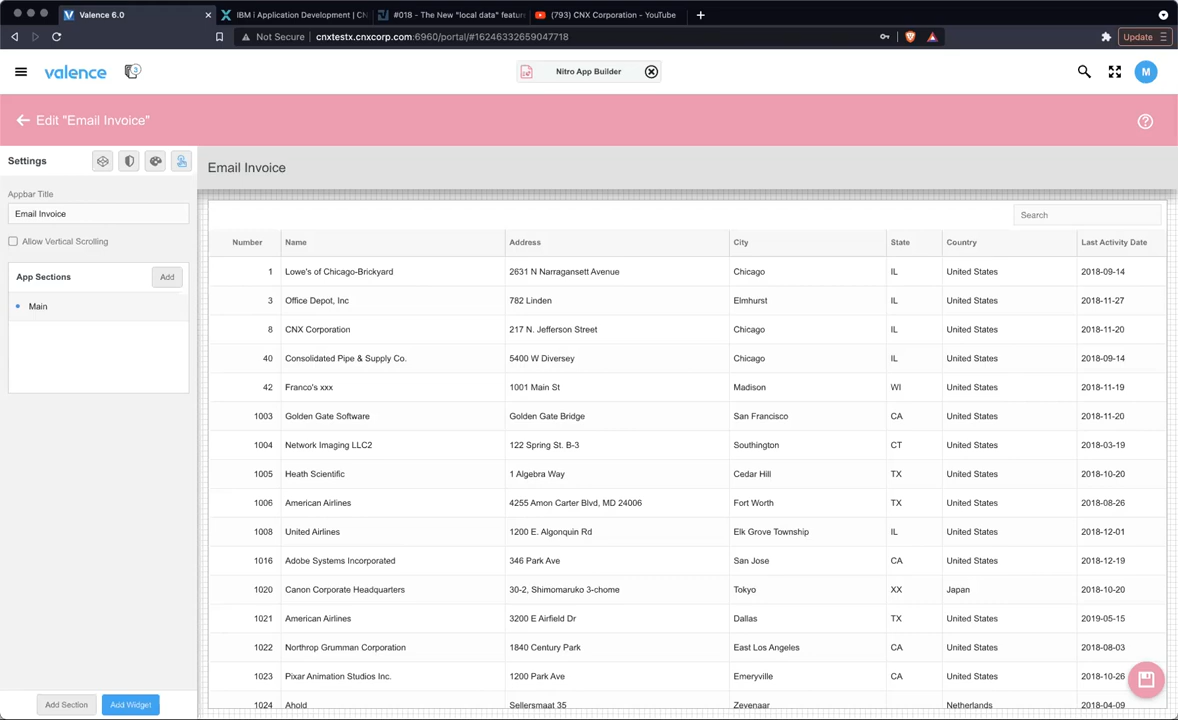 Valence 6.0
IBM i Application Development | CN
#018 - The New "local data" featur
(793) CNX Corporation - YouTube
Not Secure | cnxtestx.cnxcorp.com:6960/portal/#16246332659047718
Update
valence
3
Nitro App Builder
M
Edit "Email Invoice"
Settings
Email Invoice
Appbar Title
Email Invoice
Search
Allow Vertical Scrolling
Number Name Address City State Country Last Activity Date
App Sections
Add
Main
1 Lowe's of Chicago-Brickyard 2631 N Narragansett Avenue Chicago IL United States 2018-09-14
3 Office Depot, Inc 782 Linden Elmhurst IL United States 2018-11-27
8 CNX Corporation 217 N. Jefferson Street Chicago IL United States 2018-11-20
40 Consolidated Pipe & Supply Co. 5400 W Diversey Chicago IL United States 2018-09-14
42 Franco's xxx 1001 Main St Madison WI United States 2018-11-19
1003 Golden Gate Software Golden Gate Bridge San Francisco CA United States 2018-11-20
1004 Network Imaging LLC2 122 Spring St. B-3 Southington CT United States 2018-03-19
1005 Heath Scientific 1 Algebra Way Cedar Hill TX United States 2018-10-20
1006 American Airlines 4255 Amon Carter Blvd, MD 24006 Fort Worth TX United States 2018-08-26
1008 United Airlines 1200 E. Algonquin Rd Elk Grove Township IL United States 2018-12-01
1016 Adobe Systems Incorporated 346 Park Ave San Jose CA United States 2018-12-19
1020 Canon Corporate Headquarters 30-2, Shimomaruko 3-chome Tokyo XX Japan 2018-10-20
1021 American Airlines 3200 E Airfield Dr Dallas TX United States 2019-05-15
1022 Northrop Grumman Corporation 1840 Century Park East Los Angeles CA United States 2018-08-03
1023 Pixar Animation Studios Inc. 1200 Park Ave Emeryville CA United States 2018-10-26
1024 Ahold Sellersmaat 35 Zevenaar Netherlands 2018-04-09
Add Section
Add Widget